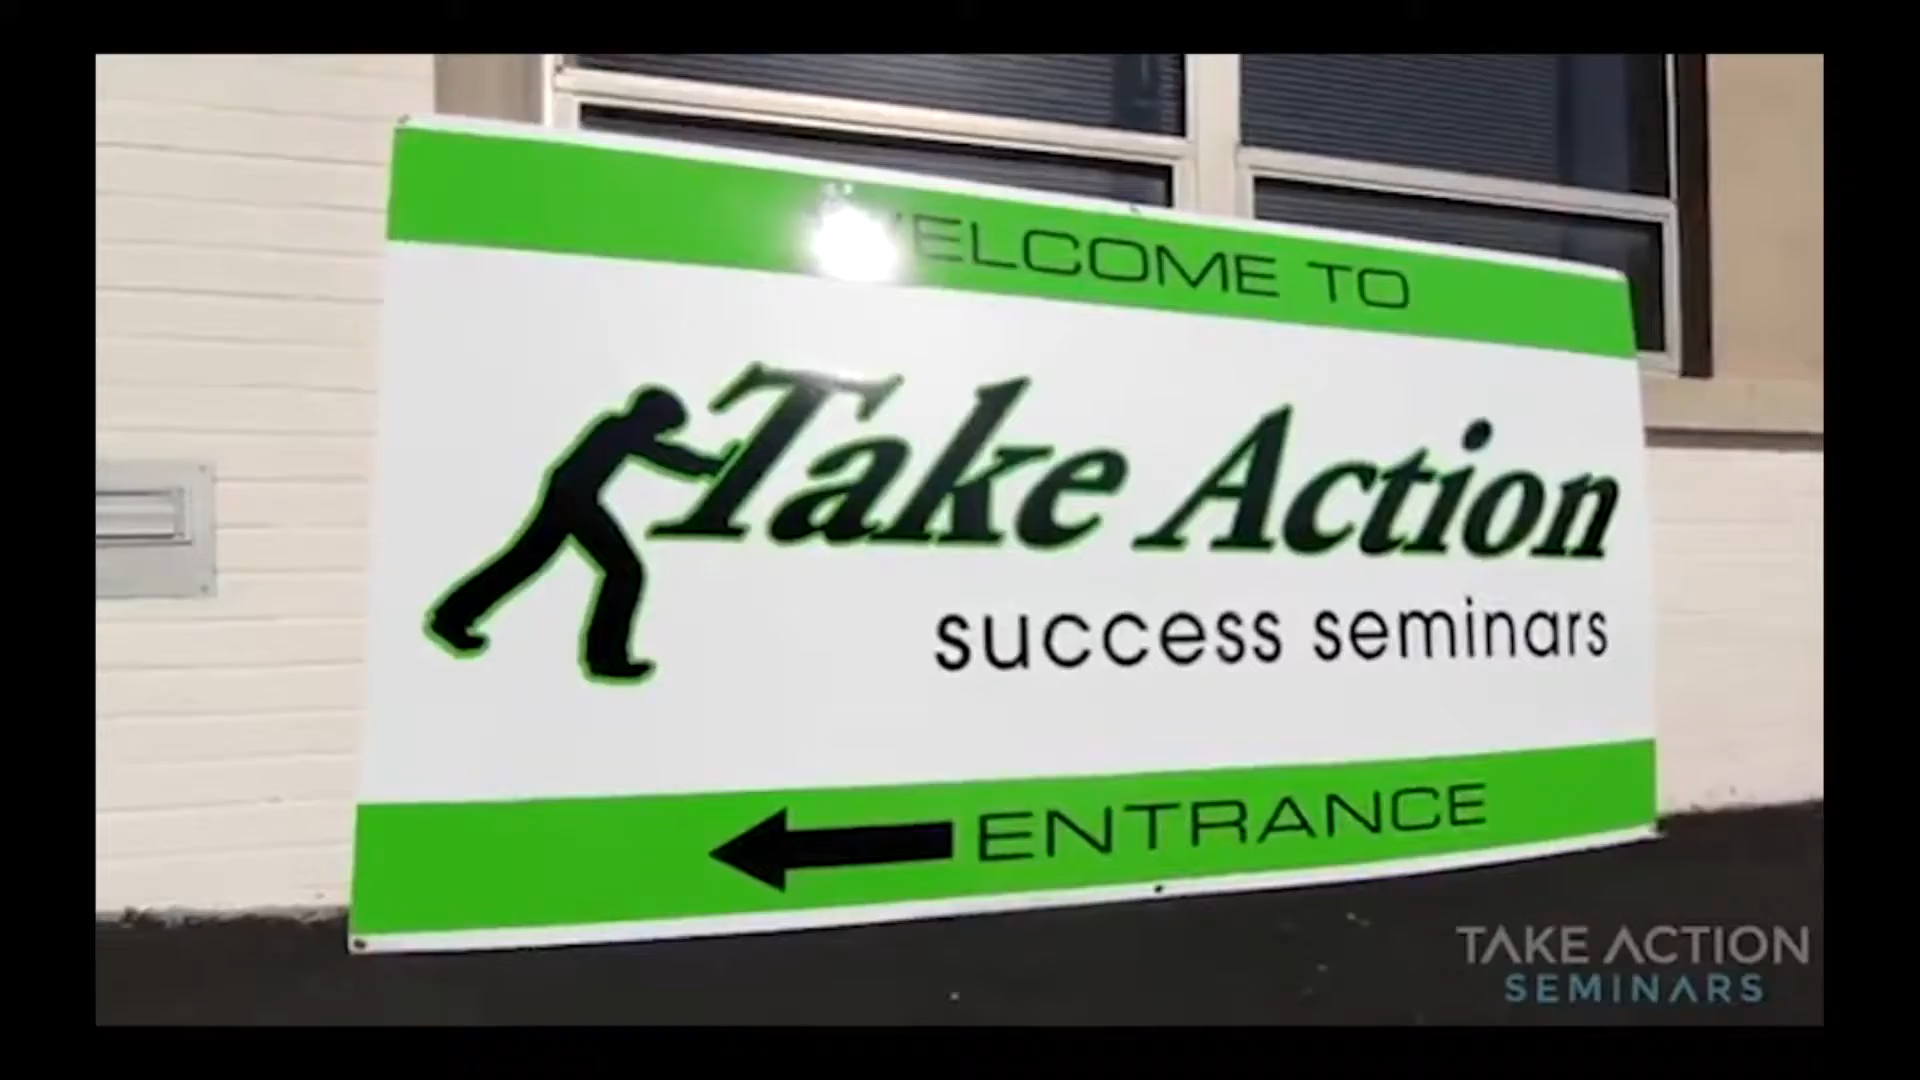 WELCOME TO
Take Action
success seminars
ENTRANCE
TAKE ACTION
SEMINARS